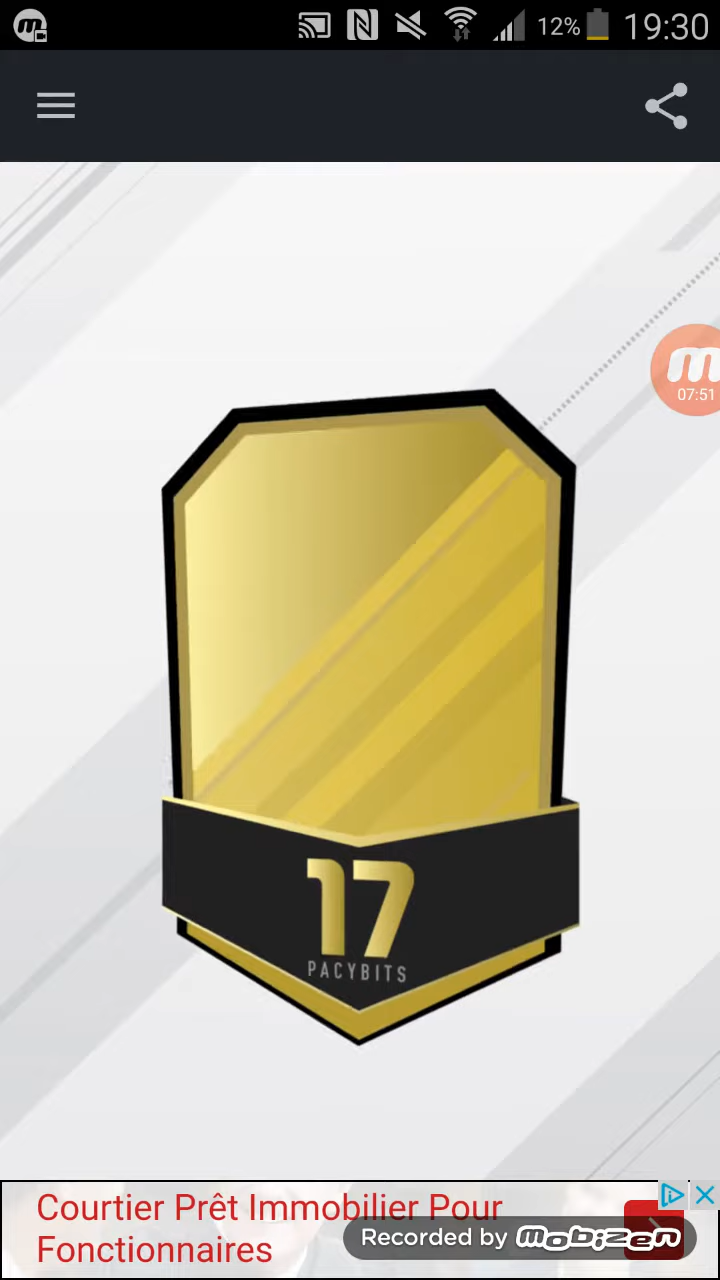 12% 19:30
07:51
17
PACYBITS
Courtier Prêt Immobilier Pour
Fonctionnaires
Recorded by mobizen